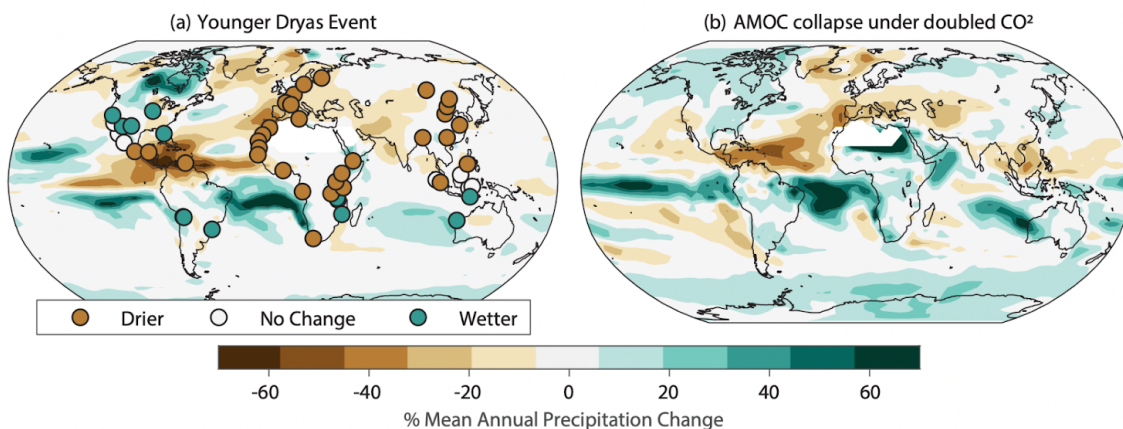 (a) Younger Dryas Event
(b) AMOC collapse under doubled CO²
Drier
No Change
Wetter
-60 -40 -20 0 20 40 60
% Mean Annual Precipitation Change